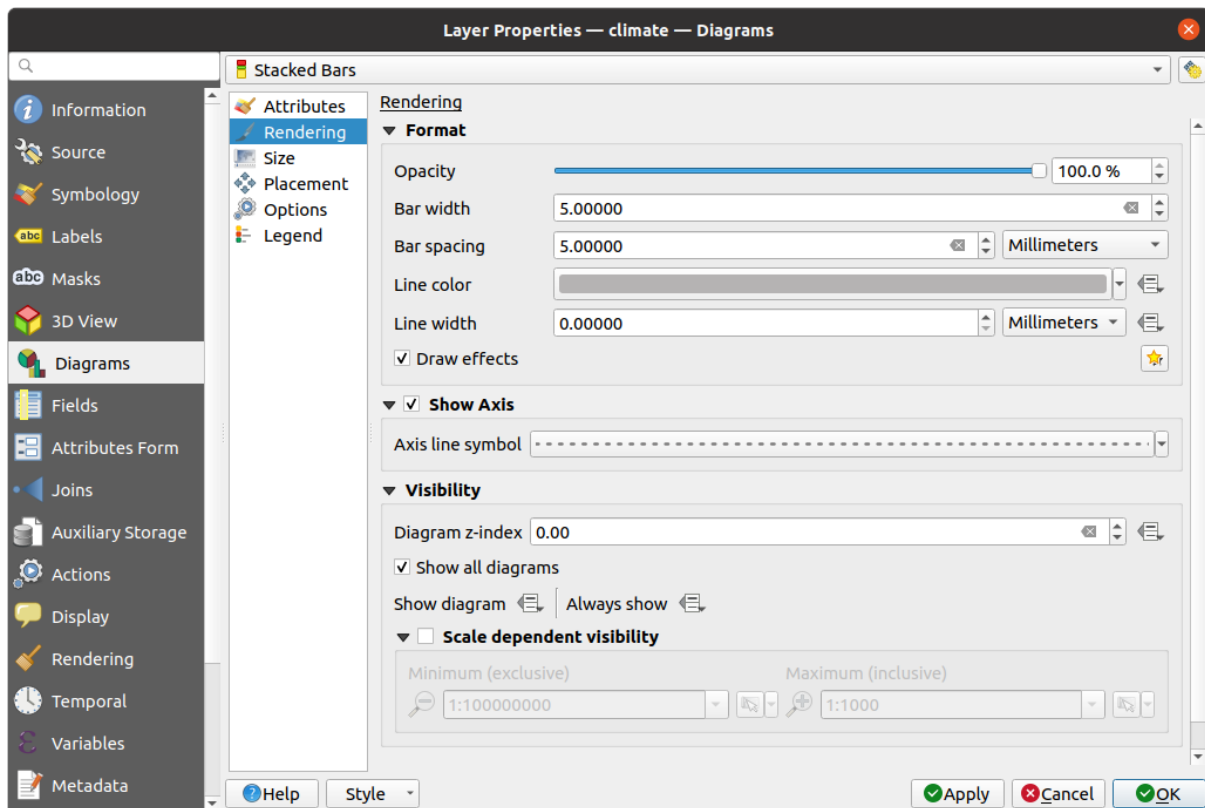 Layer Properties — climate — Diagrams
Stacked Bars
Information
Source
Symbology
abc Labels
abc Masks
3D View
Diagrams
Fields
Attributes Form
Joins
Auxiliary Storage
Actions
Display
Rendering
Temporal
Variables
Metadata
Attributes
Rendering
Size
Placement
Options
Legend
Rendering
Format
Opacity 100.0 %
Bar width 5.00000
Bar spacing 5.00000 Millimeters
Line color
Line width 0.00000 Millimeters
Draw effects
Show Axis
Axis line symbol
Visibility
Diagram z-index 0.00
Show all diagrams
Show diagram Always show
Scale dependent visibility
Minimum (exclusive) Maximum (inclusive)
1:100000000 1:1000
Help Style Apply Cancel OK